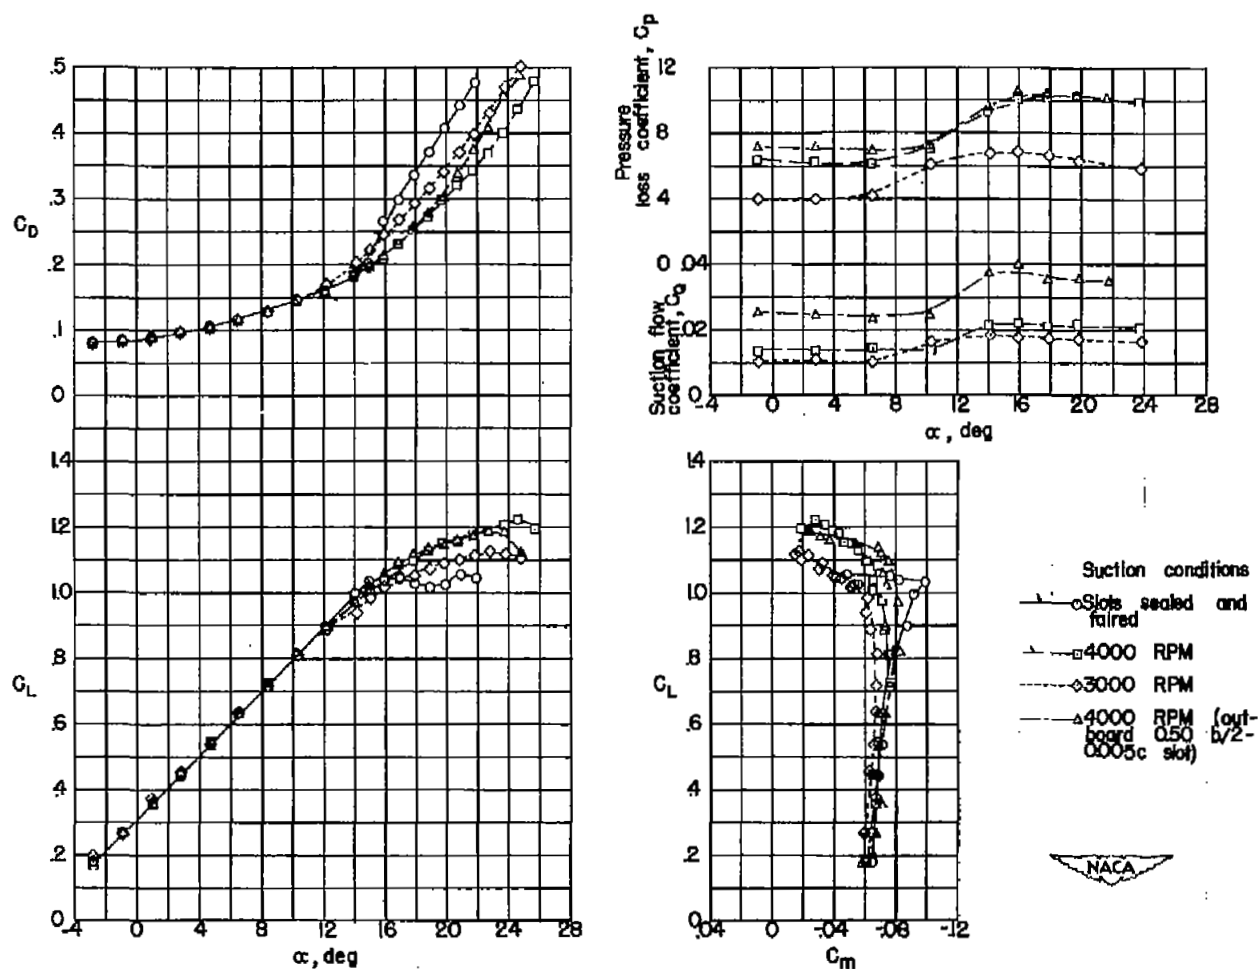 .5
.4
.3
C_D
.2
.1
0
1.4
1.2
1.0
.8
C_L
.6
.4
.2
0
-4 0 4 8 12 16 20 24 28
α, deg
Pressure
loss coefficient, C_p
12
8
4
0
Suction flow
coefficient, C_Q
.04
.02
0
-4 0 4 8 12 16 20 24 28
α, deg
1.4
1.2
1.0
.8
C_L
.6
.4
.2
0
.04 0 -.04 -.08 -.12
C_m
Suction conditions
Slots sealed and
faired
4000 RPM
3000 RPM
4000 RPM (out-
board 0.50 b/2-
0.005c slot)
NACA